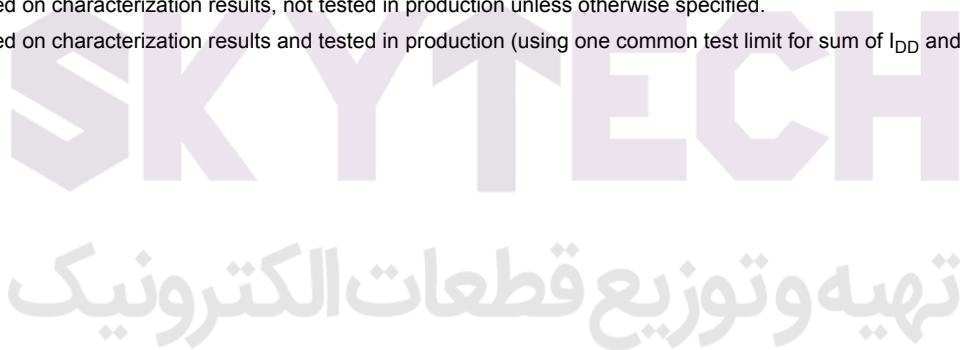 ed on characterization results, not tested in production unless otherwise specified.
ed on characterization results and tested in production (using one common test limit for sum of IDD and
SKYTECH
تهیه و توزیع قطعات الکترونیک